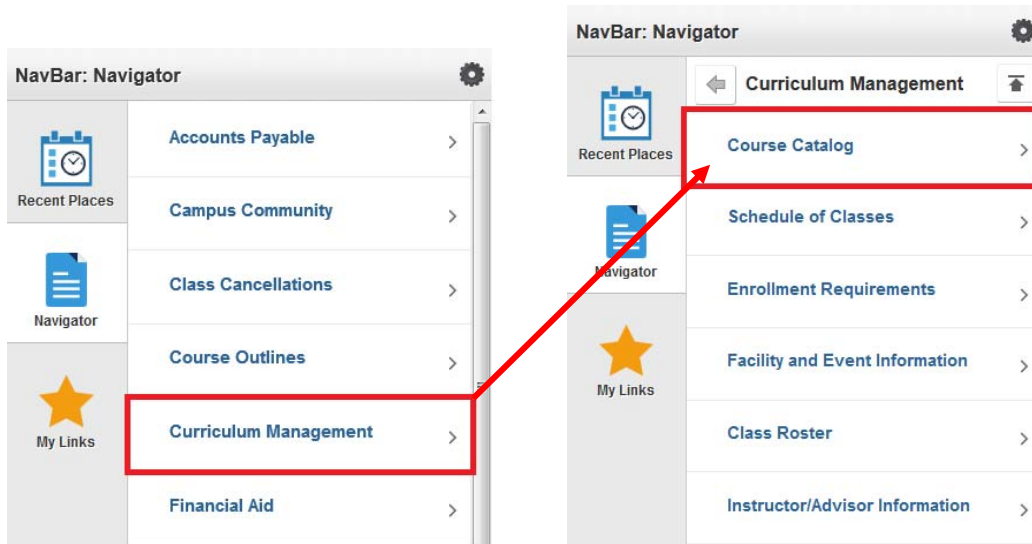 NavBar: Navigator
Recent Places
Navigator
My Links
Accounts Payable
Campus Community
Class Cancellations
Course Outlines
Curriculum Management
Financial Aid
NavBar: Navigator
Recent Places
Navigator
My Links
Curriculum Management
Course Catalog
Schedule of Classes
Enrollment Requirements
Facility and Event Information
Class Roster
Instructor/Advisor Information